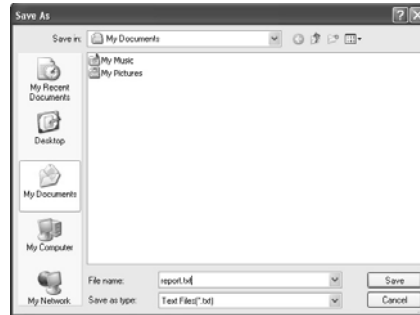 Save As
Save in:
My Documents
My Recent
Documents
Desktop
My Documents
My Computer
My Network
My Music
My Pictures
File name:
report.txt
Save
Save as type:
Text Files(*.txt)
Cancel